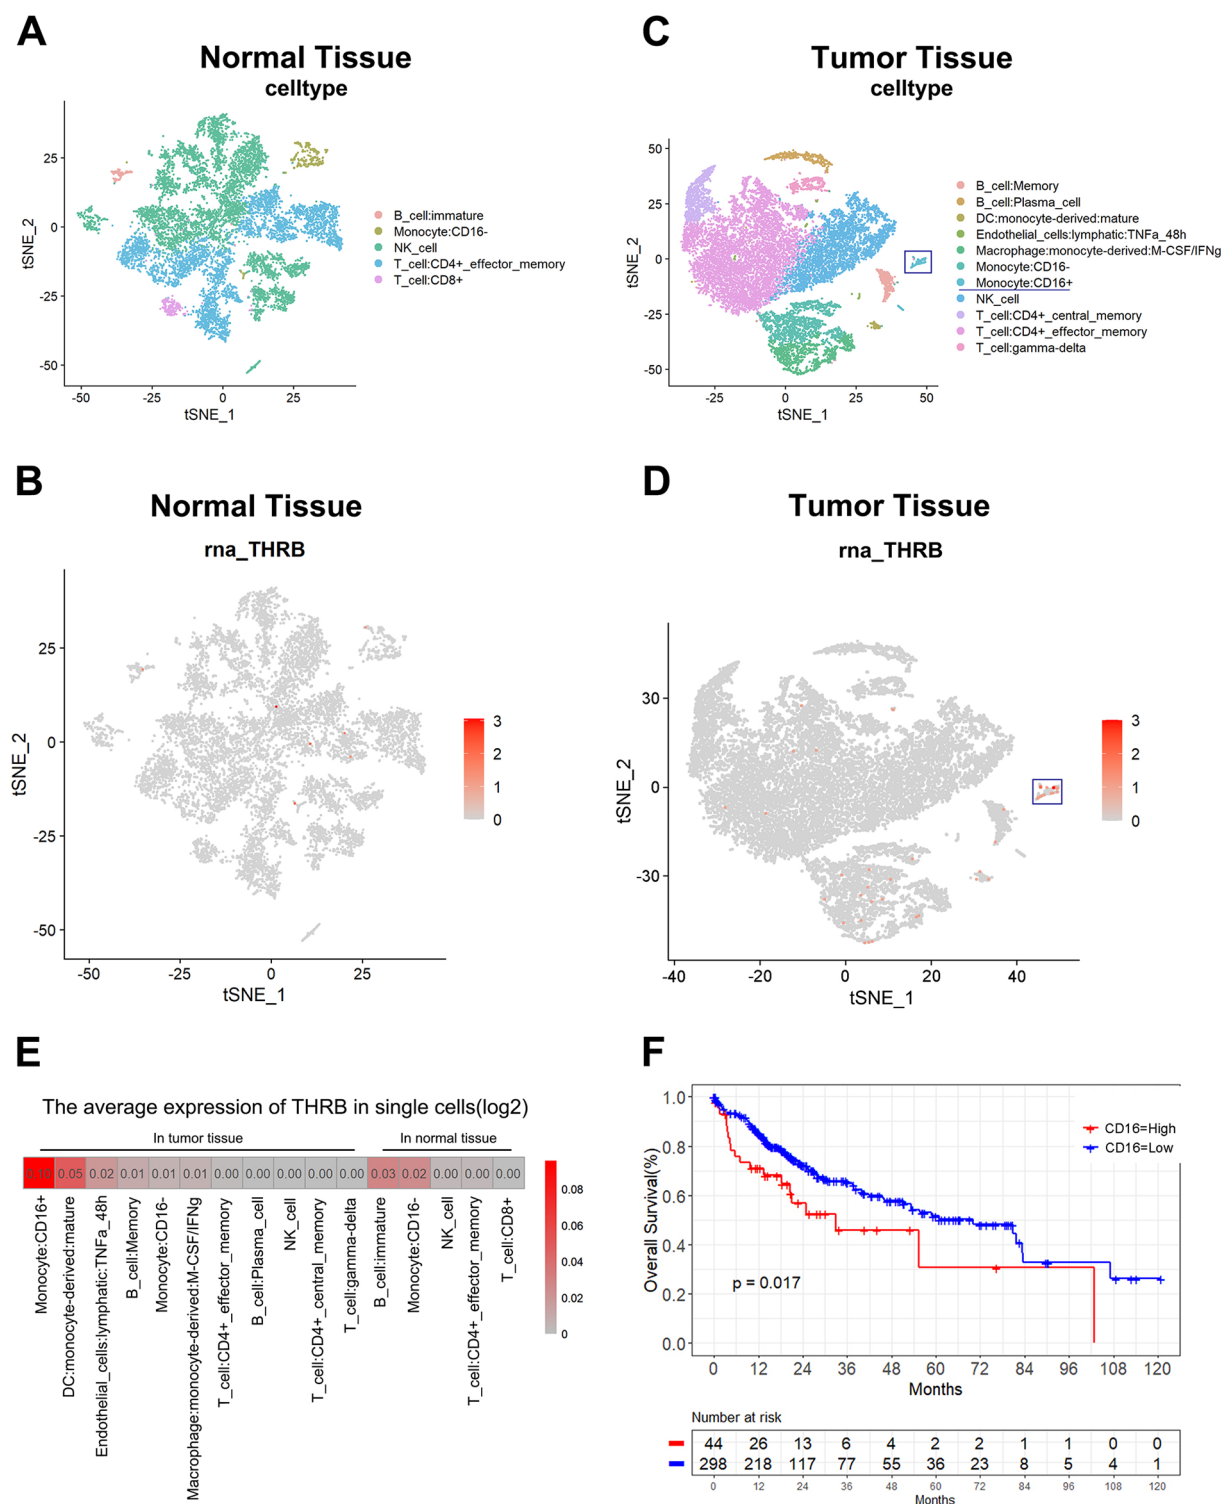 A
Normal Tissue
celltype
tSNE_2
25
0
-25
-50
-50
-25
0
25
tSNE_1
B_cell:immature
Monocyte:CD16-
NK_cell
T_cell:CD4+_effector_memory
T_cell:CD8+
C
Tumor Tissue
celltype
tSNE_2
50
25
0
-25
-50
-25
0
25
50
tSNE_1
B_cell:Memory
B_cell:Plasma_cell
DC:monocyte-derived:mature
Endothelial_cells:lymphatic:TNFa_48h
Macrophage:monocyte-derived:M-CSF/IFNg
Monocyte:CD16-
Monocyte:CD16+
NK_cell
T_cell:CD4+_central_memory
T_cell:CD4+_effector_memory
T_cell:gamma-delta
B
Normal Tissue
rna_THRB
tSNE_2
25
0
-25
-50
-50
-25
0
25
tSNE_1
3
2
1
0
D
Tumor Tissue
rna_THRB
tSNE_2
30
0
-30
-40
-20
0
20
40
tSNE_1
3
2
1
0
E
The average expression of THRB in single cells(log2)
In tumor tissue
In normal tissue
0.10 0.05 0.02 0.01 0.01 0.01 0.00 0.00 0.00 0.00 0.00 0.03 0.02 0.00 0.00 0.00
Monocyte:CD16+
DC:monocyte-derived:mature
Endothelial_cells:lymphatic:TNFa_48h
B_cell:Memory
Monocyte:CD16-
Macrophage:monocyte-derived:M-CSF/IFNg
T_cell:CD4+_effector_memory
B_cell:Plasma_cell
NK_cell
T_cell:CD4+_central_memory
T_cell:gamma-delta
B_cell:immature
Monocyte:CD16-
NK_cell
T_cell:CD4+_effector_memory
T_cell:CD8+
0.08
0.06
0.04
0.02
0
F
Overall Survival(%)
1.0
0.8
0.6
0.4
0.2
0.0
CD16=High
CD16=Low
p = 0.017
0 12 24 36 48 60 72 84 96 108 120
Months
Number at risk
44 26 13 6 4 2 2 1 1 0 0
298 218 117 77 55 36 23 8 5 4 1
0 12 24 36 48 60 72 84 96 108 120
Months